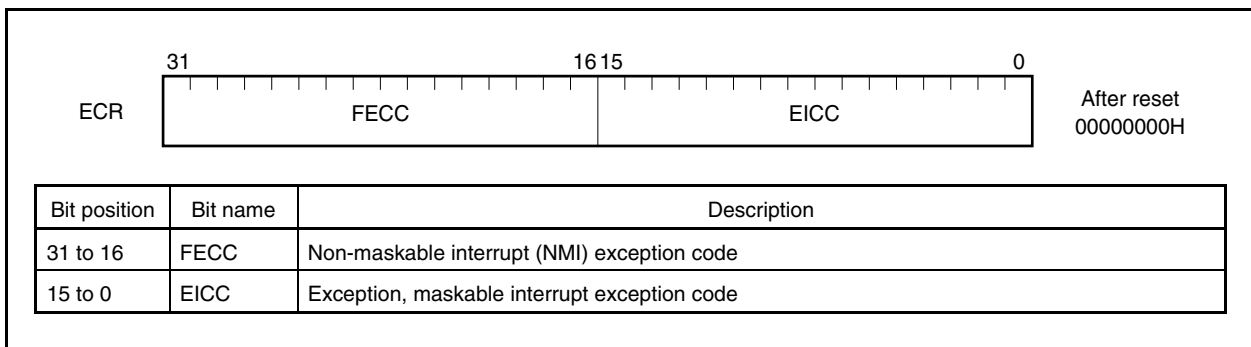 31 16 15 0
ECR FECC EICC After reset
00000000H
Bit position Bit name Description
31 to 16 FECC Non-maskable interrupt (NMI) exception code
15 to 0 EICC Exception, maskable interrupt exception code